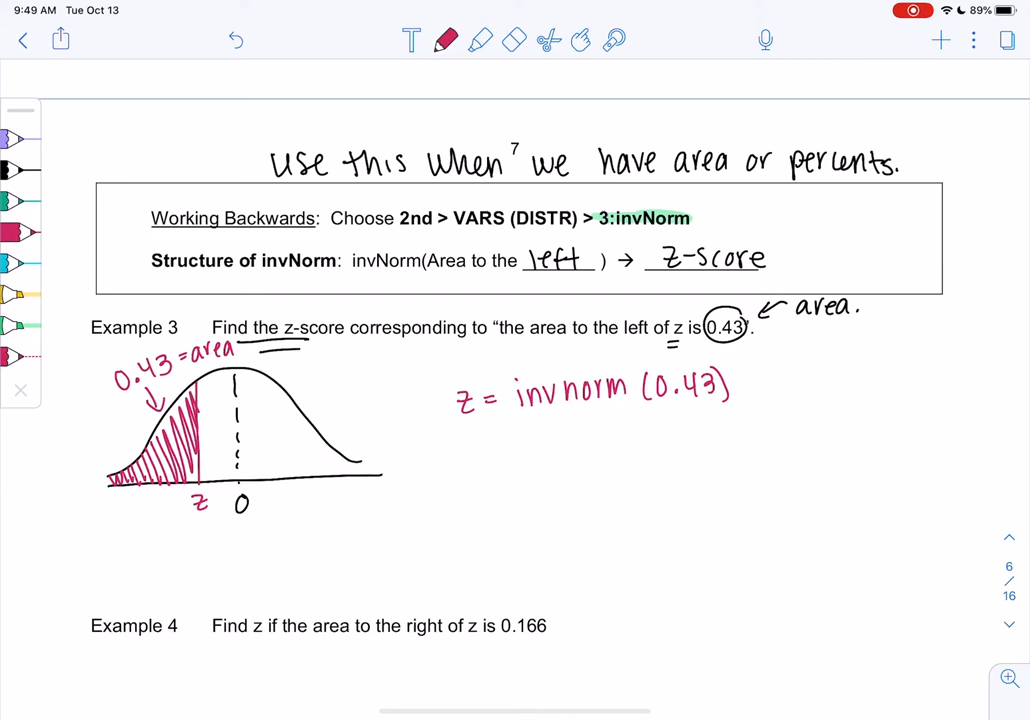 9:49 AM Tue Oct 13
89%
T
7
use this when we have area or percents.
Working Backwards: Choose 2nd > VARS (DISTR) > 3:invNorm
Structure of invNorm: invNorm(Area to the left ) → z-score
area.
Example 3 Find the z-score corresponding to “the area to the left of z is 0.43”.
0.43 = area
z = invnorm (0.43)
z 0
6
/
16
Example 4 Find z if the area to the right of z is 0.166